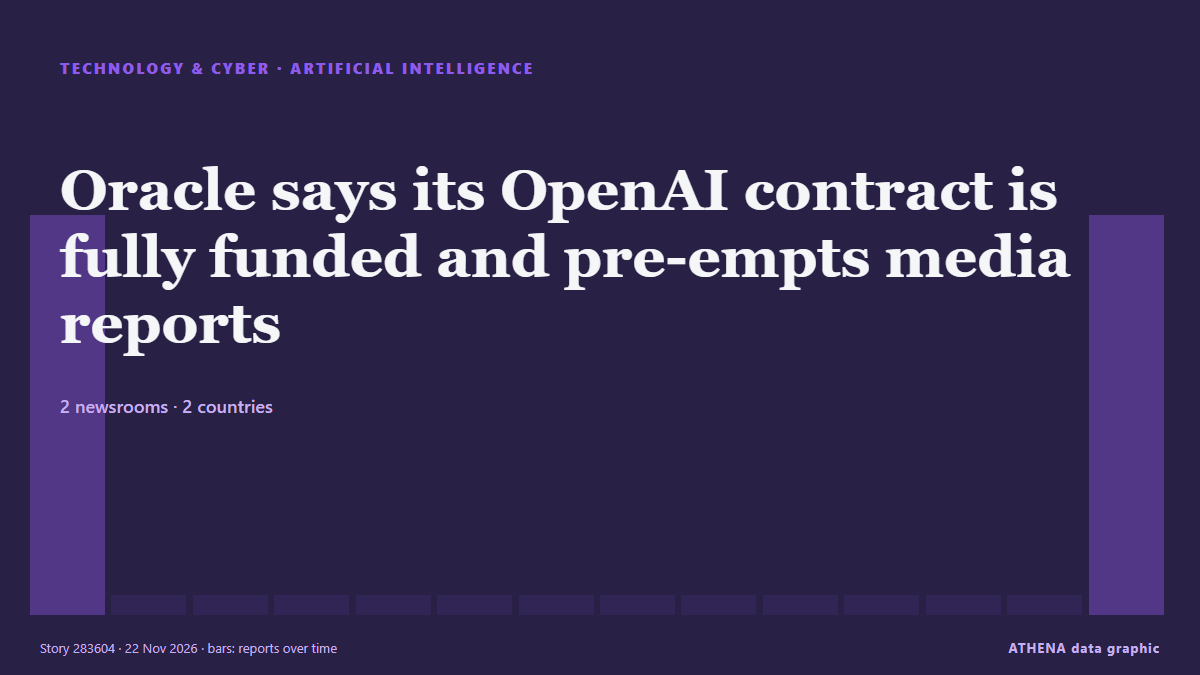 TECHNOLOGY & CYBER · ARTIFICIAL INTELLIGENCE
Oracle says its OpenAI contract is
fully funded and pre-empts media
reports
2 newsrooms · 2 countries
Story 283604 · 22 Nov 2026 · bars: reports over time
ATHENA data graphic